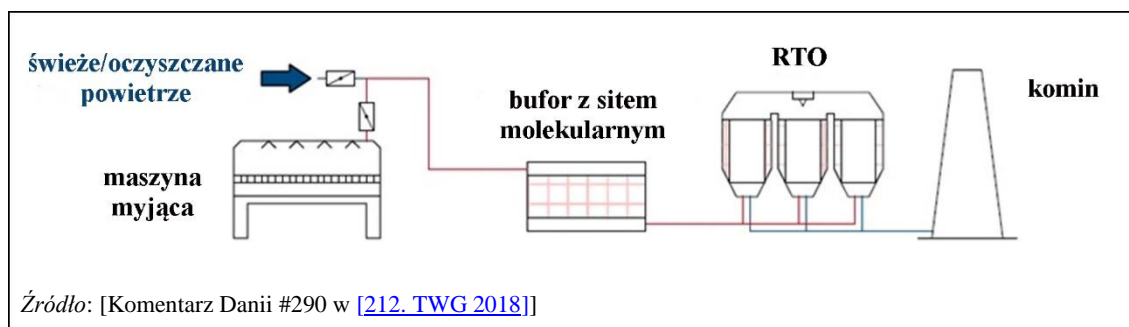 świeże/oczyszczane
powietrze
maszyna
myjąca
bufor z sitem
molekularnym
RTO
komin
Źródło: [Komentarz Danii #290 w [212. TWG 2018]]